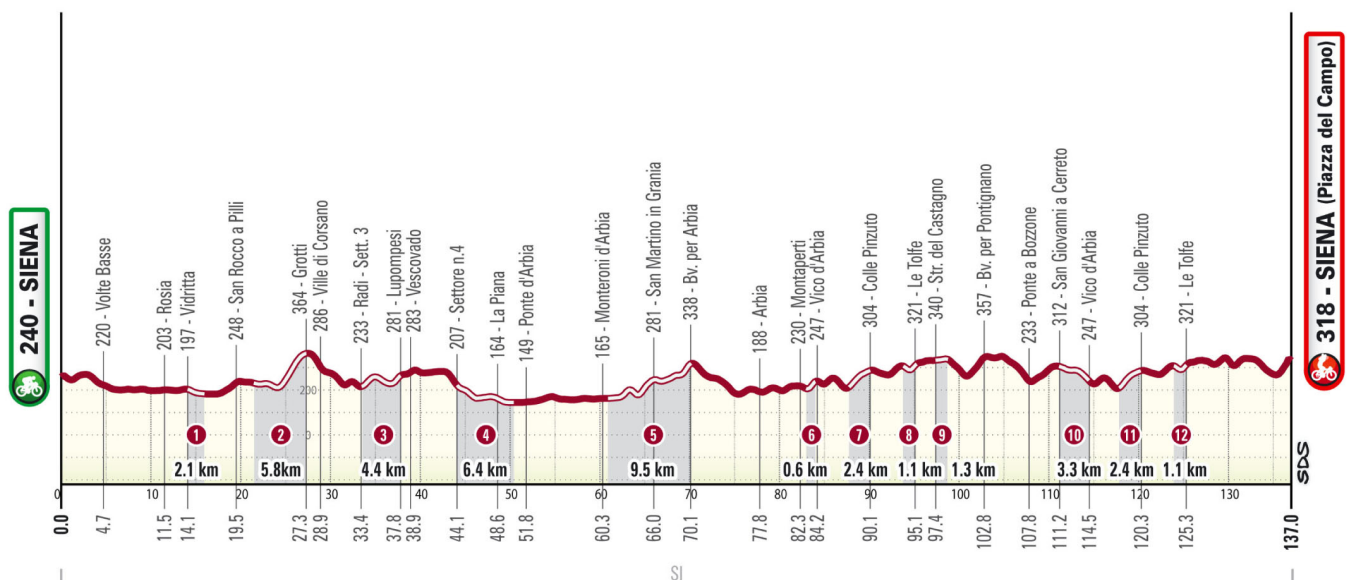 240 - SIENA
220 - Volte Basse
203 - Rosia
197 - Vidritta
248 - San Rocco a Pilli
364 - Grotti
286 - Ville di Corsano
233 - Radi - Sett. 3
281 - Lupompesi
283 - Vescovado
207 - Settore n.4
164 - La Piana
149 - Ponte d'Arbia
165 - Monteroni d'Arbia
281 - San Martino in Grania
338 - Bv. per Arbia
188 - Arbia
230 - Montaperti
247 - Vico d'Arbia
304 - Colle Pinzuto
321 - Le Tolfe
340 - Str. del Castagno
357 - Bv. per Pontignano
233 - Ponte a Bozzone
312 - San Giovanni a Cerreto
247 - Vico d'Arbia
304 - Colle Pinzuto
321 - Le Tolfe
318 - SIENA (Piazza del Campo)
200
0
1 2 3 4 5 6 7 8 9 10 11 12
2.1 km 5.8km 4.4 km 6.4 km 9.5 km 0.6 km 2.4 km 1.1 km 1.3 km 3.3 km 2.4 km 1.1 km
SDS
0 10 20 30 40 50 60 70 80 90 100 110 120 130
0.0 4.7 11.5 14.1 19.5 27.3 28.9 33.4 37.8 38.9 44.1 48.6 51.8 60.3 66.0 70.1 77.8 82.3 84.2 90.1 95.1 97.4 102.8 107.8 111.2 114.5 120.3 125.3 137.0
SI